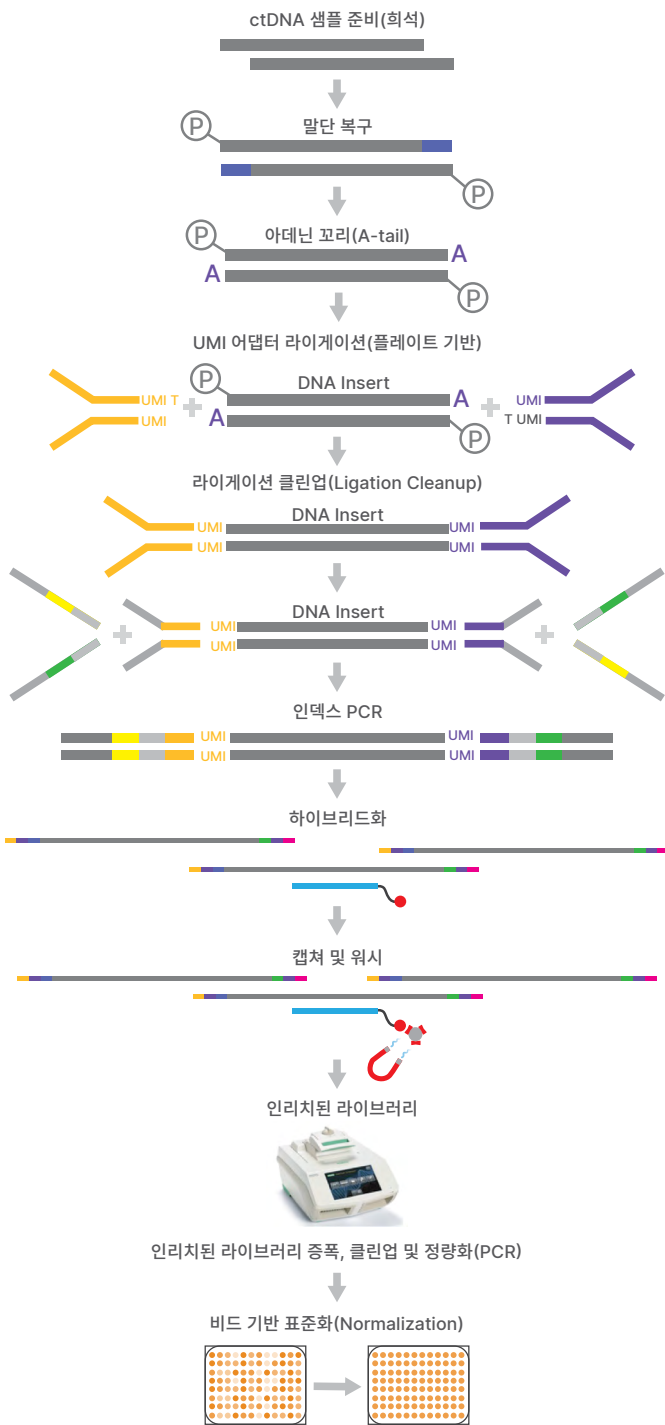 ctDNA 샘플 준비(희석)
P
말단 복구
P
P
아데닌 꼬리(A-tail)
A
A
P
UMI 어댑터 라이게이션(플레이트 기반)
P
DNA Insert
UMI T
A
UMI
UMI
A
T UMI
P
라이게이션 클린업(Ligation Cleanup)
DNA Insert
UMI
UMI
UMI
UMI
DNA Insert
UMI
UMI
UMI
UMI
인덱스 PCR
UMI
UMI
UMI
UMI
하이브리드화
캡쳐 및 워시
인리치된 라이브러리
인리치된 라이브러리 증폭, 클린업 및 정량화(PCR)
비드 기반 표준화(Normalization)